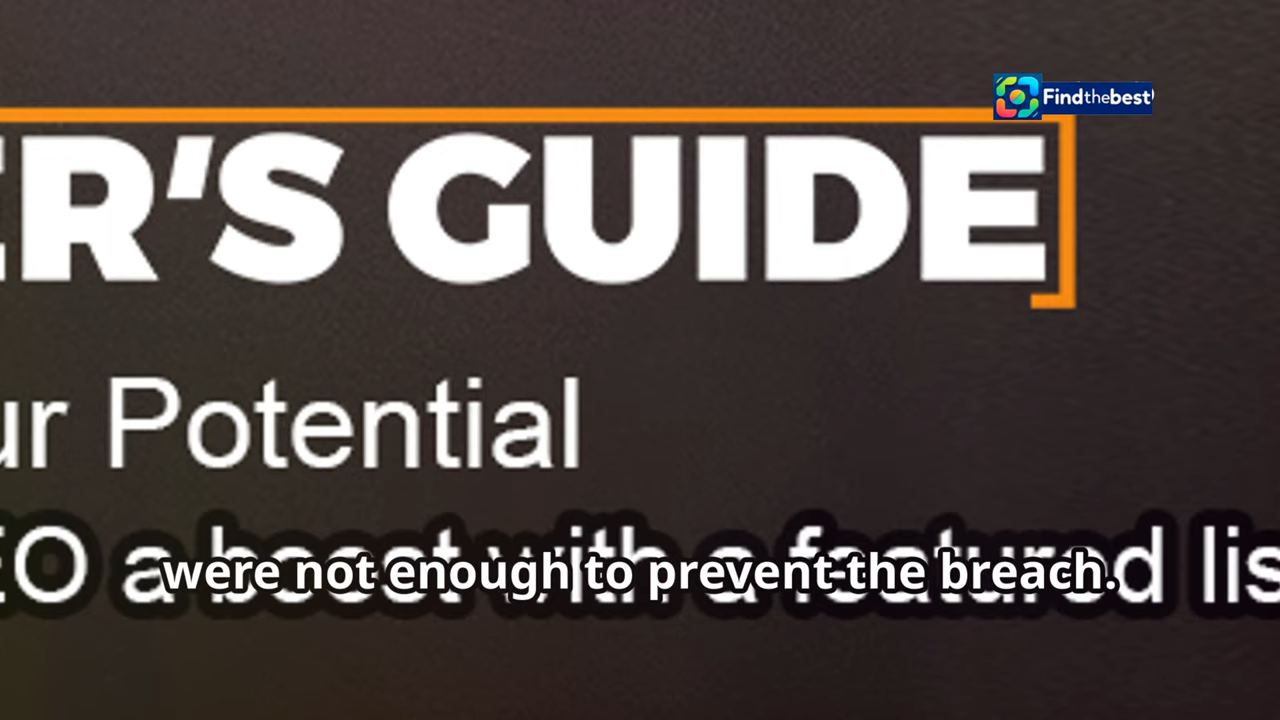 Findthebest
ER'S GUIDE
ur Potential
EO a boost with a featured lis
were not enough to prevent the breach.